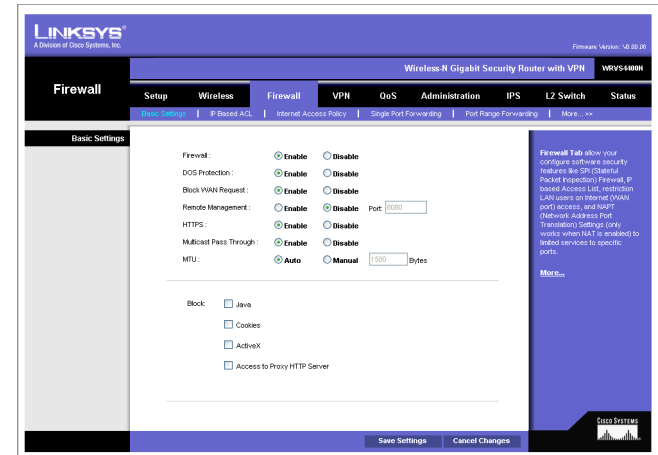 LINKSYS®
A Division of Cisco Systems, Inc.
Firmware Version: V0.00.06
Wireless-N Gigabit Security Router with VPN WRVS4400N
Firewall
Setup Wireless Firewall VPN QoS Administration IPS L2 Switch Status
Basic Settings | IP Based ACL | Internet Access Policy | Single Port Forwarding | Port Range Forwarding | More... >>
Basic Settings
Firewall : Enable Disable
DOS Protection : Enable Disable
Block WAN Request : Enable Disable
Remote Management : Enable Disable Port: 8080
HTTPS : Enable Disable
Multicast Pass Through : Enable Disable
MTU : Auto Manual 1500 Bytes
Block: Java
Cookies
ActiveX
Access to Proxy HTTP Server
Firewall Tab allow your
configure software security
features like SPI (Stateful
Packet Inspection) Firewall, IP
based Access List, restriction
LAN users on Internet (WAN
port) access, and NAPT
(Network Address Port
Translation) Settings (only
works when NAT is enabled) to
limited services to specific
ports.
More...
Save Settings Cancel Changes
CISCO SYSTEMS